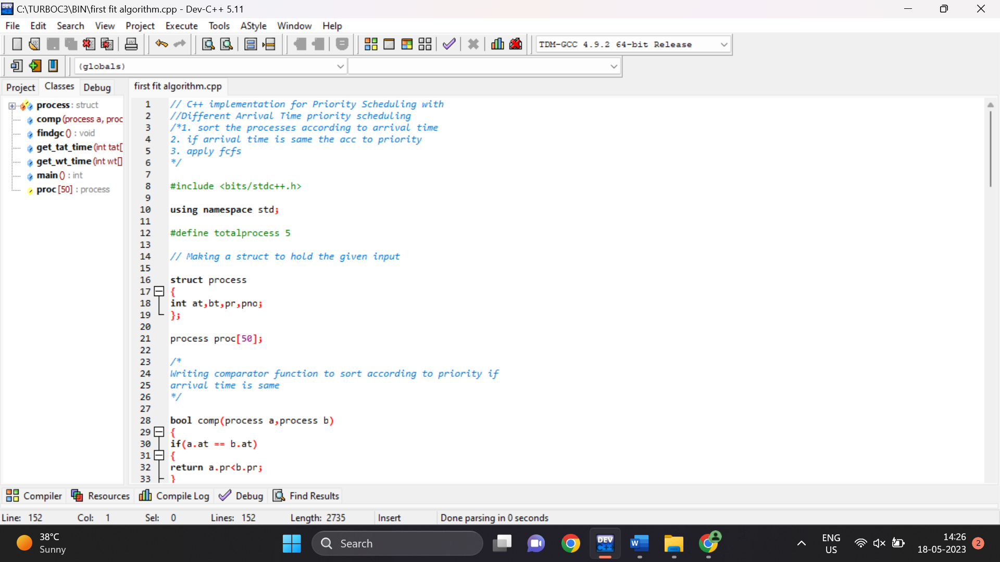 C:\TURBOC3\BIN\first fit algorithm.cpp - Dev-C++ 5.11
File Edit Search View Project Execute Tools AStyle Window Help
TDM-GCC 4.9.2 64-bit Release
(globals)
Project Classes Debug
first fit algorithm.cpp
process : struct
comp (process a, proc
findgc () : void
get_tat_time (int tat[
get_wt_time (int wt[]
main () : int
proc [50] : process
1 // C++ implementation for Priority Scheduling with
2 //Different Arrival Time priority scheduling
3 /*1. sort the processes according to arrival time
4 2. if arrival time is same the acc to priority
5 3. apply fcfs
6 */
7
8 #include <bits/stdc++.h>
9
10 using namespace std;
11
12 #define totalprocess 5
13
14 // Making a struct to hold the given input
15
16 struct process
17 {
18 int at,bt,pr,pno;
19 };
20
21 process proc[50];
22
23 /*
24 Writing comparator function to sort according to priority if
25 arrival time is same
26 */
27
28 bool comp(process a,process b)
29 {
30 if(a.at == b.at)
31 {
32 return a.pr<b.pr;
33 }
Compiler Resources Compile Log Debug Find Results
Line: 152 Col: 1 Sel: 0 Lines: 152 Length: 2735 Insert Done parsing in 0 seconds
38°C
Sunny
Search
DEV
C++
W
ENG
US
14:26
18-05-2023
2